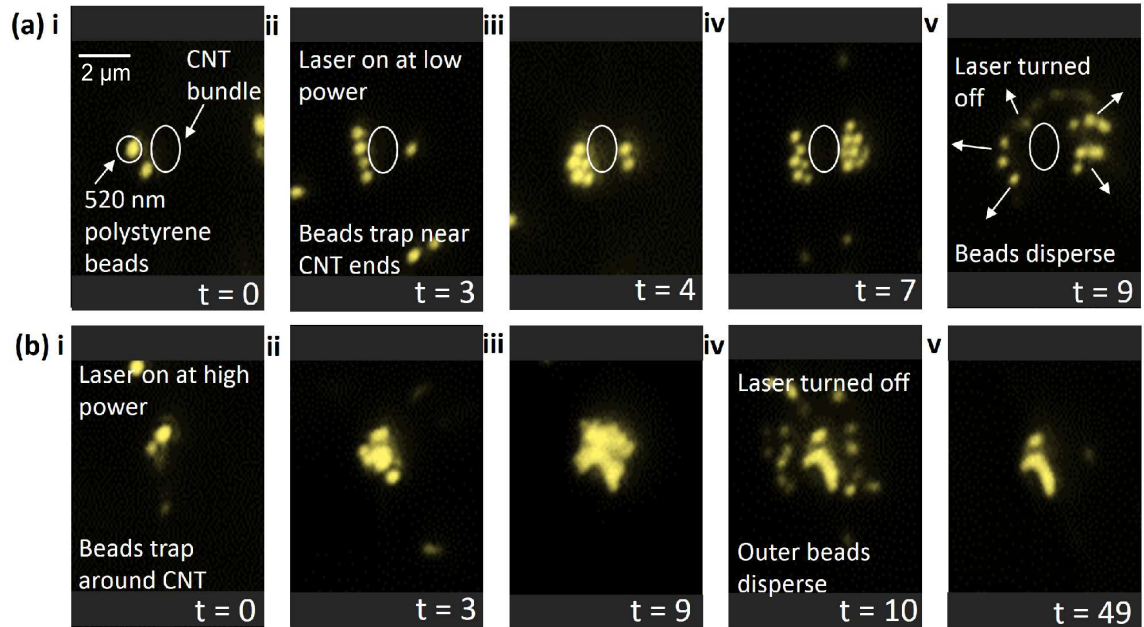 (a) i
ii
iii
iv
v
2 μm
CNT
bundle
520 nm
polystyrene
beads
t = 0
Laser on at low
power
Beads trap near
CNT ends
t = 3
t = 4
t = 7
Laser turned
off
Beads disperse
t = 9
(b) i
ii
iii
iv
v
Laser on at high
power
Beads trap
around CNT
t = 0
t = 3
t = 9
Laser turned off
Outer beads
disperse
t = 10
t = 49